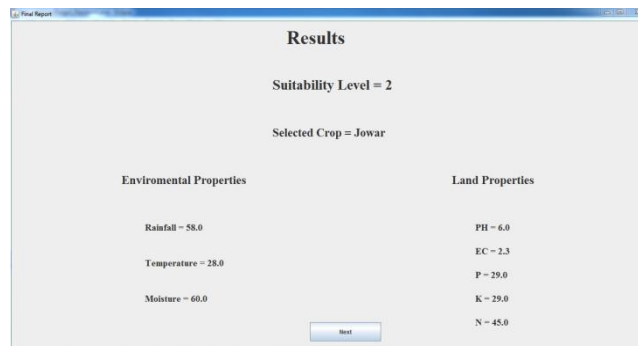 Final Report
Results
Suitability Level = 2
Selected Crop = Jowar
Enviromental Properties
Rainfall = 58.0
Temperature = 28.0
Moisture = 60.0
Land Properties
PH = 6.0
EC = 2.3
P = 29.0
K = 29.0
N = 45.0
Next